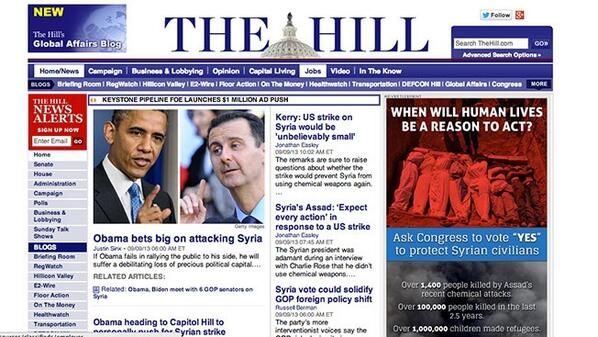 NEW
The Hill's
Global Affairs Blog
THE HILL
Follow
Search TheHill.com
GO»
Advanced Search Options »
Home/News Campaign Business & Lobbying Opinion Capital Living Jobs Video In The Know
BLOGS Briefing Room RegWatch Hillicon Valley E2-Wire Floor Action On The Money Healthwatch Transportation DEFCON Hill Global Affairs Congress MORE
KEYSTONE PIPELINE FOE LAUNCHES $1 MILLION AD PUSH
ADVERTISEMENT
THE HILL
NEWS
ALERTS
SIGN UP NOW
Enter Email GO
Home
Senate
House
Administration
Campaign
Polls
Business &
Lobbying
Sunday Talk
Shows
BLOGS
Briefing Room
RegWatch
Hillicon Valley
E2-Wire
Floor Action
On The Money
Healthwatch
Transportation
Getty Images
Obama bets big on attacking Syria
Justin Sink - 09/09/13 06:00 AM ET
If Obama fails in rallying the public to his side, he will
suffer a debilitating loss of precious political capital....
RELATED ARTICLES:
Related: Obama, Biden meet with 6 GOP senators on
Syria
Obama heading to Capitol Hill to
personally push for Syrian strike
Kerry: US strike on
Syria would be
'unbelievably small'
Jonathan Easley
09/09/13 10:02 AM ET
The remarks are sure to raise
questions about whether the
strike would prevent Syria from
using chemical weapons again.
...
Syria's Assad: 'Expect
every action' in
response to a US strike
Jonathan Easley
09/09/13 07:45 AM ET
The Syrian president was
adamant during an interview
with Charlie Rose that he didn't
use chemical weapons....
Syria vote could solidify
GOP foreign policy shift
Russell Berman
09/09/13 06:00 AM ET
The party's more
interventionist voices say the
WHEN WILL HUMAN LIVES
BE A REASON TO ACT?
Ask Congress to vote "YES"
to protect Syrian civilians
Over 1,400 people killed by Assad's
recent chemical attacks.
Over 100,000 people killed in the last
2.5 years.
Over 1,000,000 children made refugees.